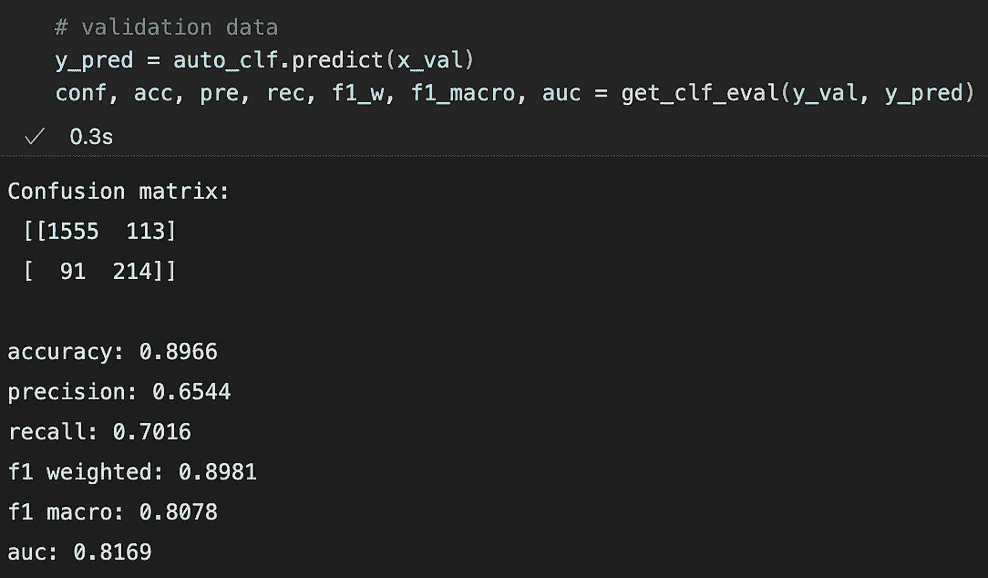 # validation data
y_pred = auto_clf.predict(x_val)
conf, acc, pre, rec, f1_w, f1_macro, auc = get_clf_eval(y_val, y_pred)
✓ 0.3s
Confusion matrix:
[[1555 113]
[ 91 214]]
accuracy: 0.8966
precision: 0.6544
recall: 0.7016
f1 weighted: 0.8981
f1 macro: 0.8078
auc: 0.8169